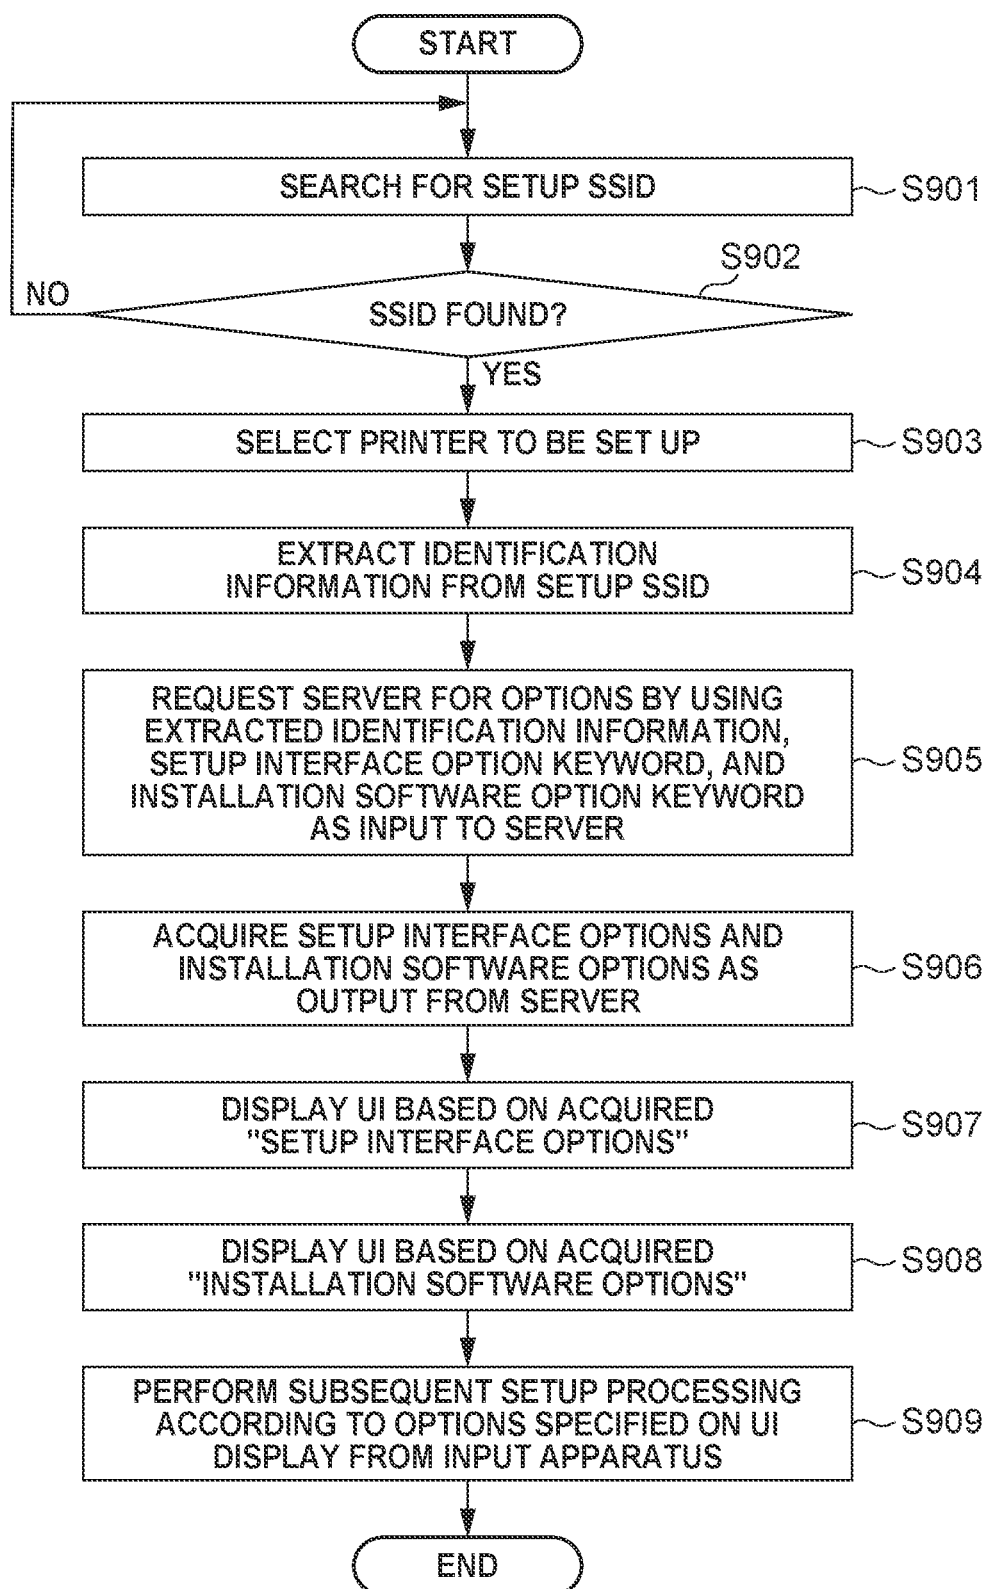 START
SEARCH FOR SETUP SSID
S901
S902
SSID FOUND?
NO
YES
SELECT PRINTER TO BE SET UP
S903
EXTRACT IDENTIFICATION
INFORMATION FROM SETUP SSID
S904
REQUEST SERVER FOR OPTIONS BY USING
EXTRACTED IDENTIFICATION INFORMATION,
SETUP INTERFACE OPTION KEYWORD, AND
INSTALLATION SOFTWARE OPTION KEYWORD
AS INPUT TO SERVER
S905
ACQUIRE SETUP INTERFACE OPTIONS AND
INSTALLATION SOFTWARE OPTIONS AS
OUTPUT FROM SERVER
S906
DISPLAY UI BASED ON ACQUIRED
"SETUP INTERFACE OPTIONS"
S907
DISPLAY UI BASED ON ACQUIRED
"INSTALLATION SOFTWARE OPTIONS"
S908
PERFORM SUBSEQUENT SETUP PROCESSING
ACCORDING TO OPTIONS SPECIFIED ON UI
DISPLAY FROM INPUT APPARATUS
S909
END